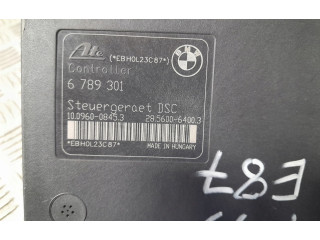 Ate (*EBH0L23C87*)
BMW
Controller
6 789 301
Steuergeraet DSC
10.0960-0845.3 28.5600-6400.3
*EBH0L23C87*
MADE IN HUNGARY
E87